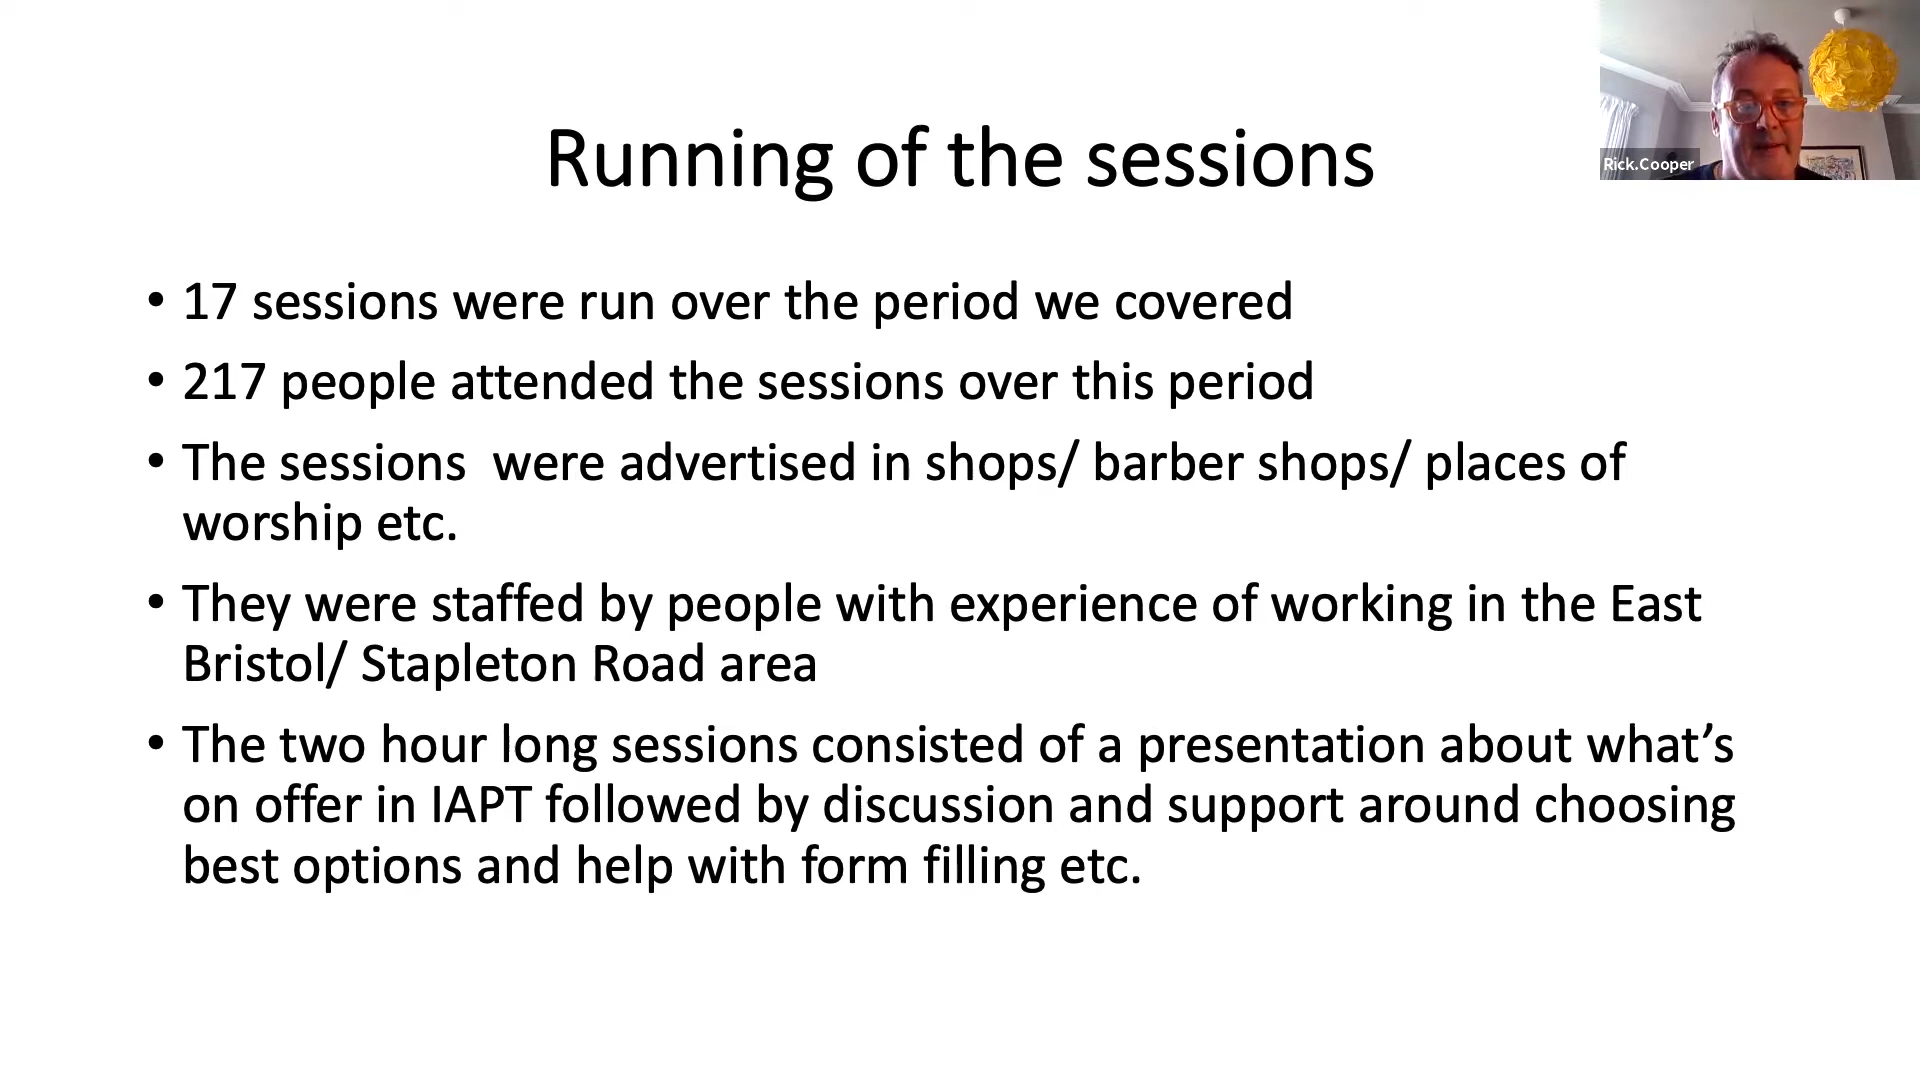 Running of the sessions
Rick.Cooper
• 17 sessions were run over the period we covered
• 217 people attended the sessions over this period
• The sessions  were advertised in shops/ barber shops/ places of
worship etc.
• They were staffed by people with experience of working in the East
Bristol/ Stapleton Road area
• The two hour long sessions consisted of a presentation about what’s
on offer in IAPT followed by discussion and support around choosing
best options and help with form filling etc.